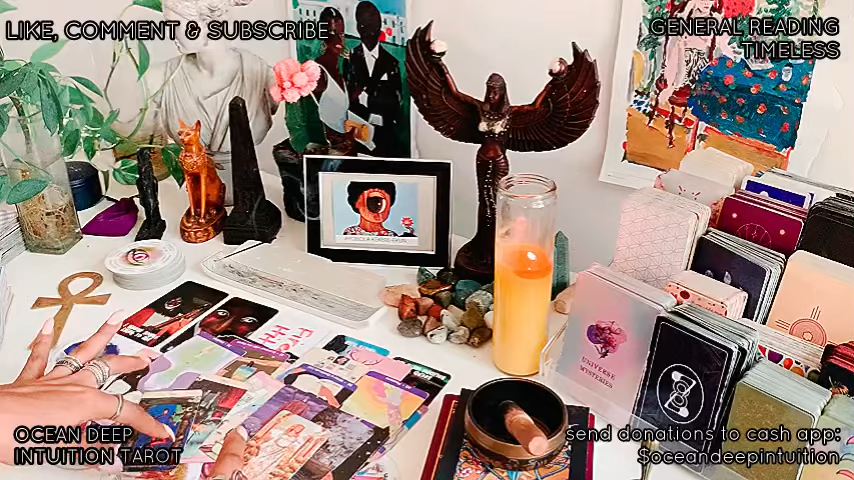 LIKE, COMMENT & SUBSCRIBE
GENERAL READING
TIMELESS
UNIVERSE
MYSTERIES
OCEAN DEEP
INTUITION TAROT
send donations to cash app:
$oceandeepintuition